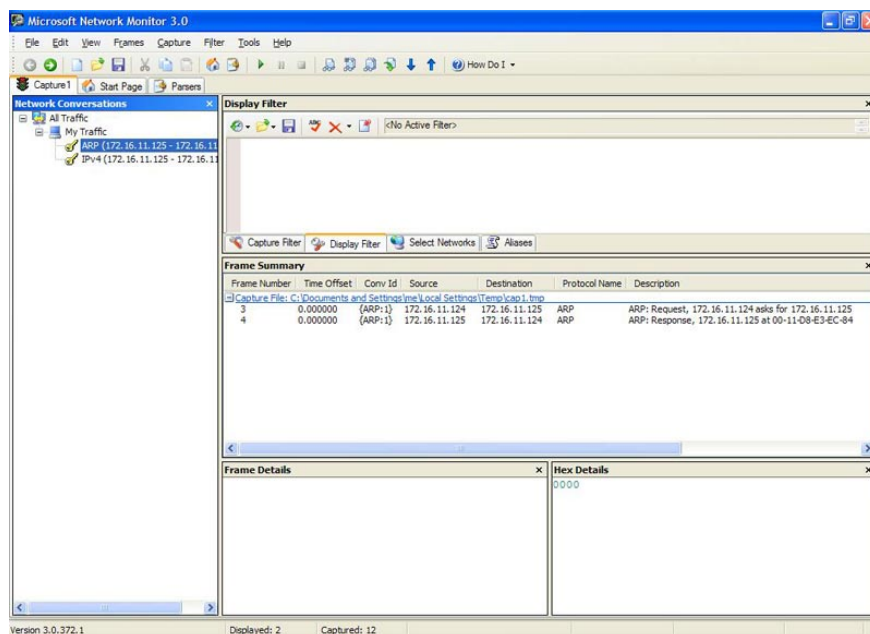 Microsoft Network Monitor 3.0
File Edit View Frames Capture Filter Tools Help
How Do I
Capture1 Start Page Parsers
Network Conversations
All Traffic
My Traffic
ARP (172.16.11.125 - 172.16.11
IPv4 (172.16.11.125 - 172.16.11
Display Filter
<No Active Filter>
Capture Filter Display Filter Select Networks Aliases
Frame Summary
Frame Number Time Offset Conv Id Source Destination Protocol Name Description
Capture File: C:\Documents and Settings\me\Local Settings\Temp\cap1.tmp
3 0.000000 {ARP:1} 172.16.11.124 172.16.11.125 ARP ARP: Request, 172.16.11.124 asks for 172.16.11.125
4 0.000000 {ARP:1} 172.16.11.125 172.16.11.124 ARP ARP: Response, 172.16.11.125 at 00-11-D8-E3-EC-84
Frame Details
Hex Details
0000
Version 3.0.372.1 Displayed: 2 Captured: 12